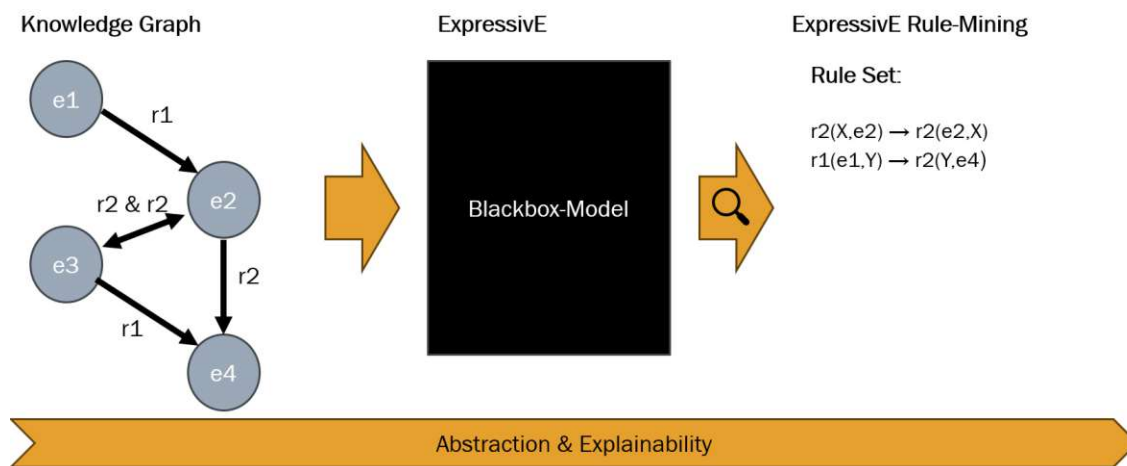 Knowledge Graph
ExpressivE
ExpressivE Rule-Mining
Rule Set:
e1
r1
r2(X,e2) → r2(e2,X)
r1(e1,Y) → r2(Y,e4)
e2
r2 & r2
Blackbox-Model
e3
r2
r1
e4
Abstraction & Explainability